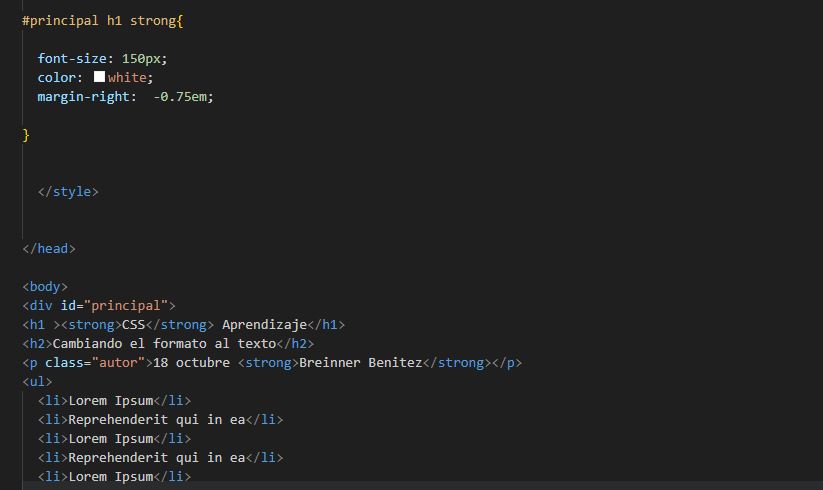 #principal h1 strong{
font-size: 150px;
color: white;
margin-right:  -0.75em;
}
</style>
</head>
<body>
<div id="principal">
<h1 ><strong>CSS</strong> Aprendizaje</h1>
<h2>Cambiando el formato al texto</h2>
<p class="autor">18 octubre <strong>Breinner Benitez</strong></p>
<ul>
<li>Lorem Ipsum</li>
<li>Reprehenderit qui in ea</li>
<li>Lorem Ipsum</li>
<li>Reprehenderit qui in ea</li>
<li>Lorem Ipsum</li>